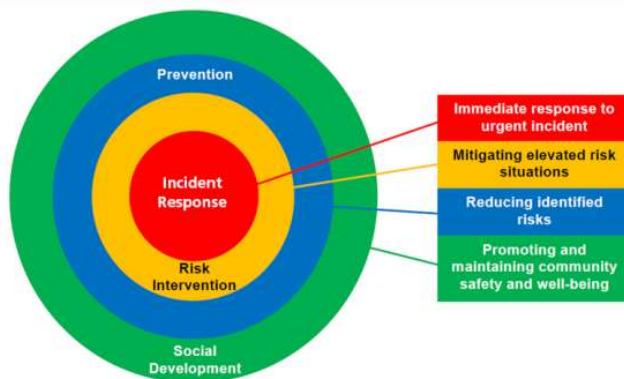 Prevention
Incident
Response
Risk
Intervention
Social
Development
Immediate response to
urgent incident
Mitigating elevated risk
situations
Reducing identified
risks
Promoting and
maintaining community
safety and well-being